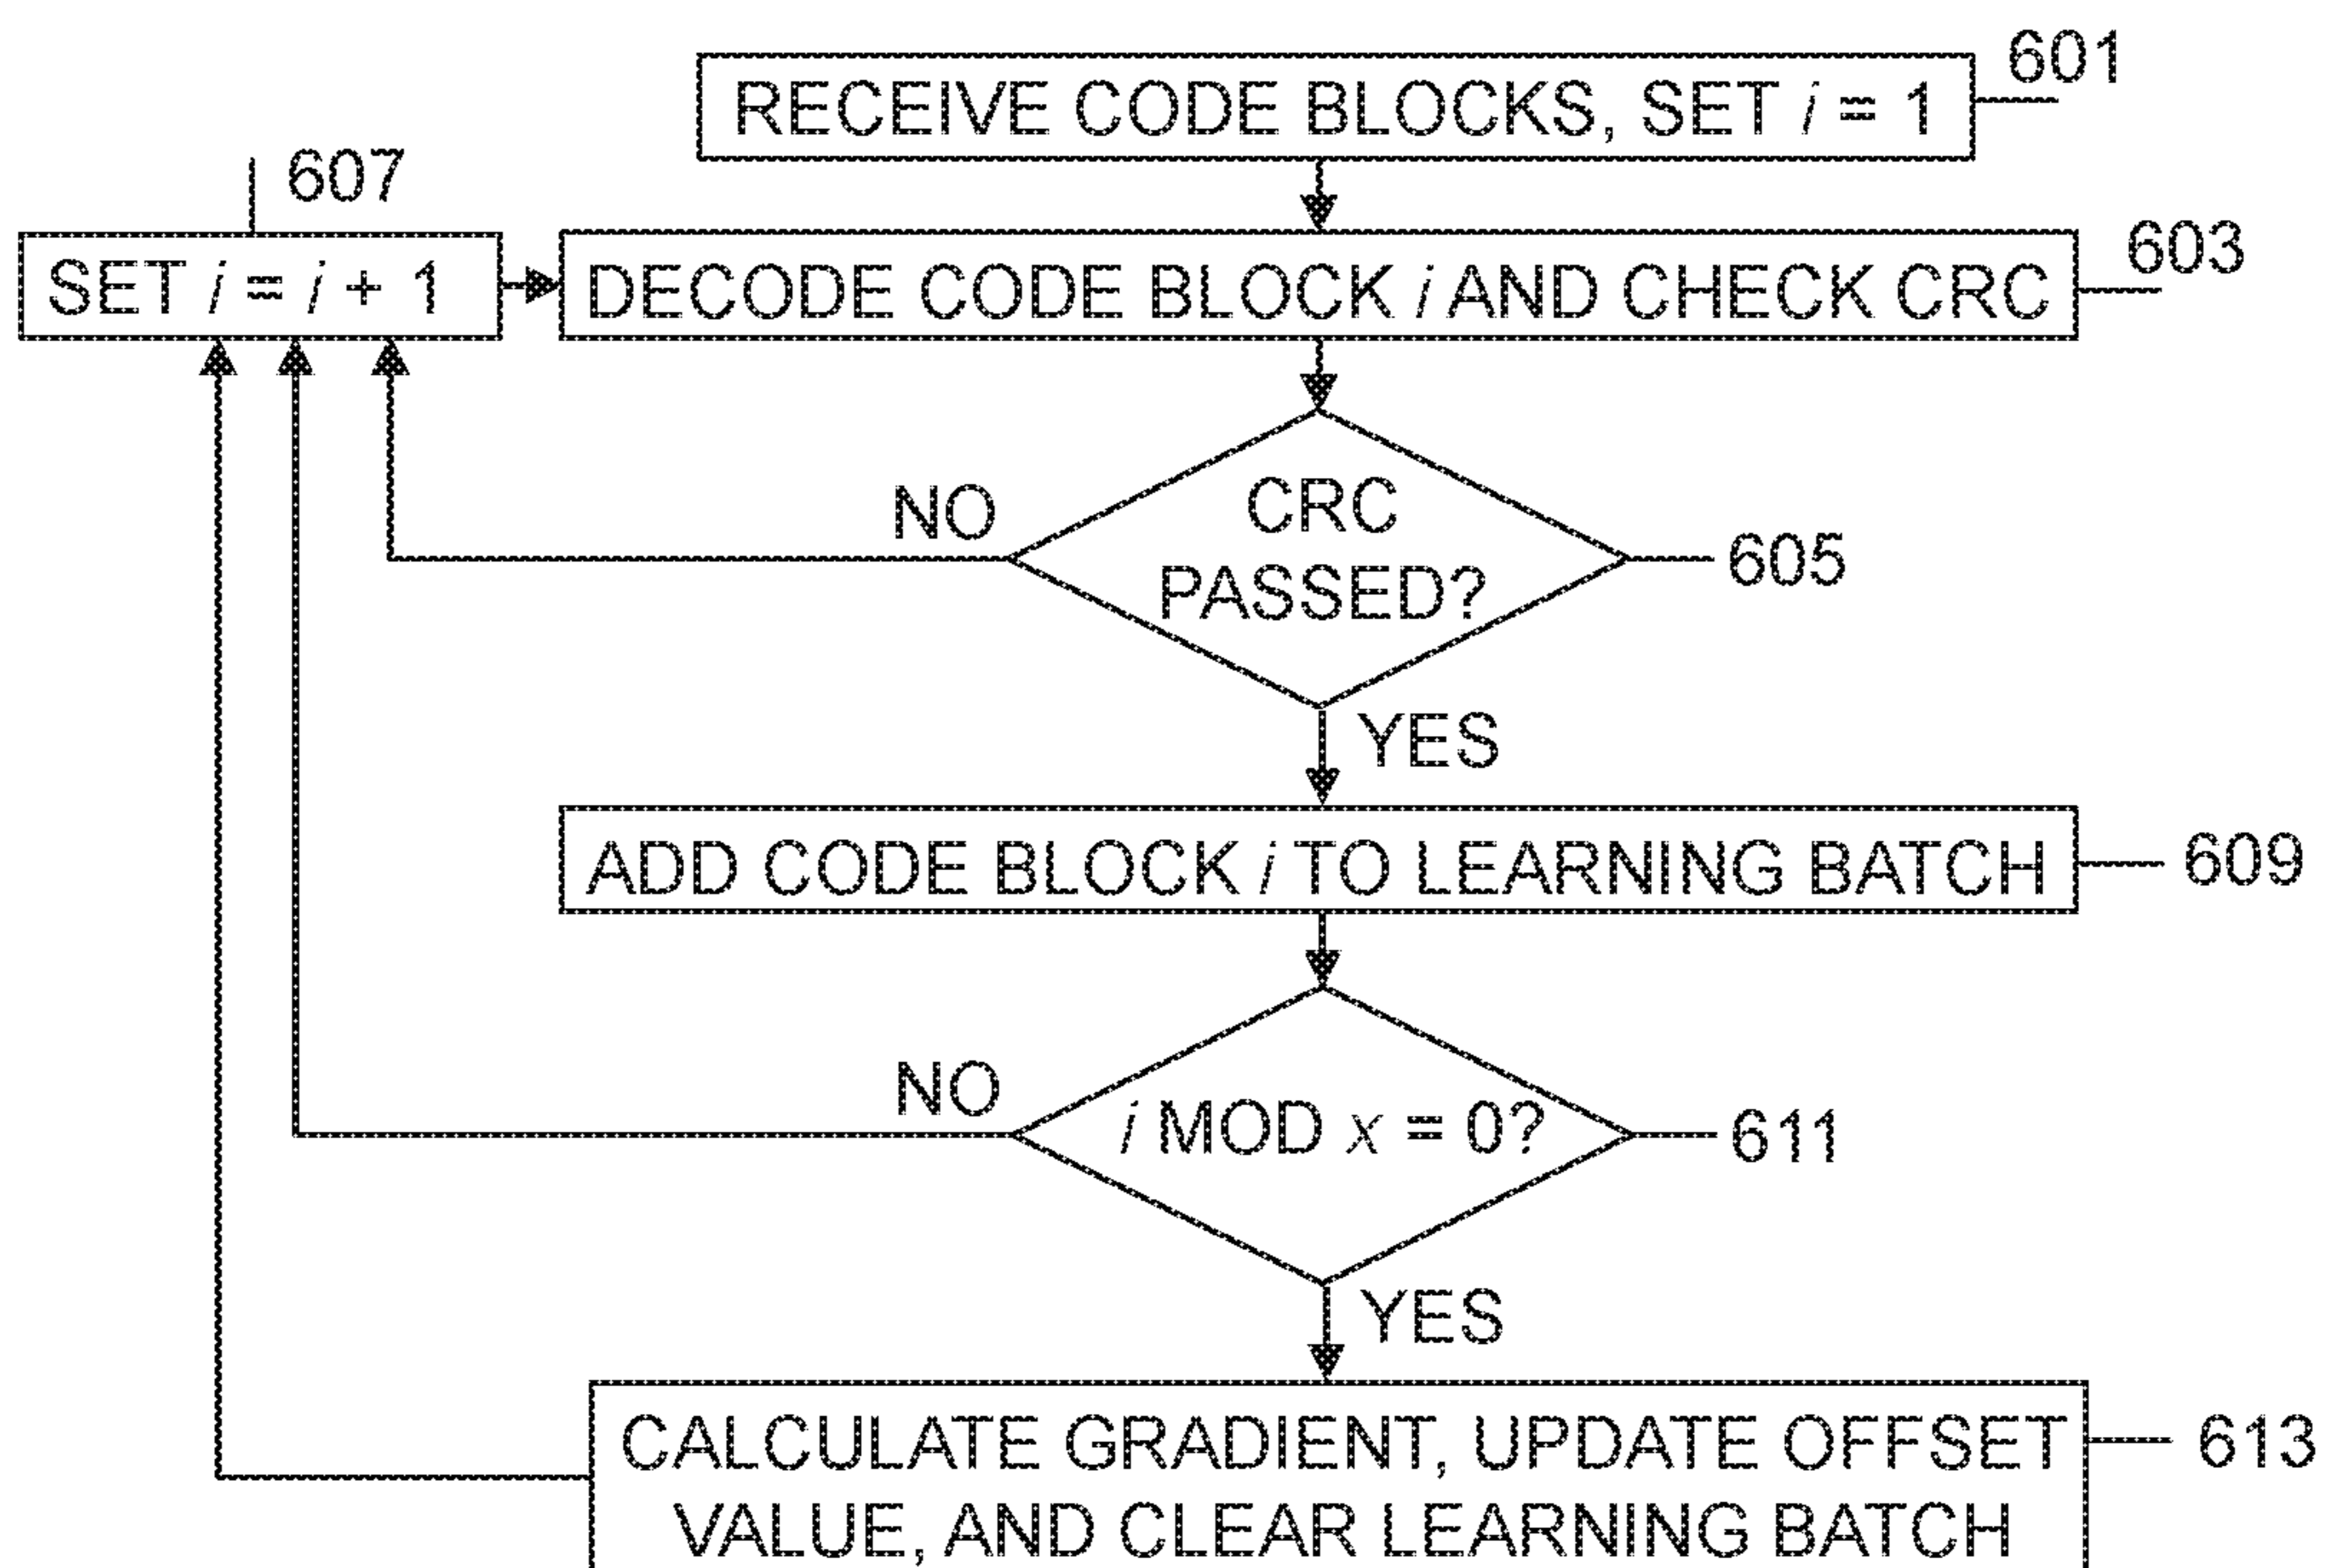 RECEIVE CODE BLOCKS, SET i = 1
601
607
SET i = i + 1
DECODE CODE BLOCK i AND CHECK CRC
603
NO
CRC
PASSED?
605
YES
ADD CODE BLOCK i TO LEARNING BATCH
609
NO
i MOD x = 0?
611
YES
CALCULATE GRADIENT, UPDATE OFFSET
VALUE, AND CLEAR LEARNING BATCH
613